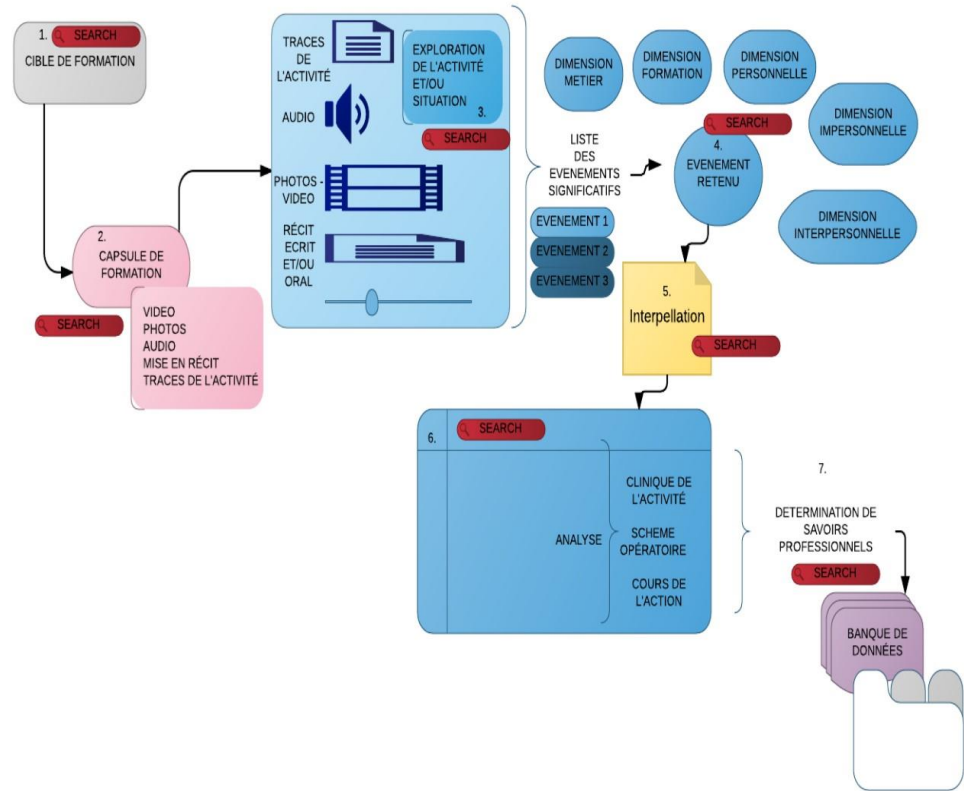 1. SEARCH
CIBLE DE FORMATION
2.
CAPSULE DE
FORMATION
SEARCH
VIDEO
PHOTOS
AUDIO
MISE EN RÉCIT
TRACES DE L'ACTIVITÉ
TRACES
DE
L'ACTIVITÉ
AUDIO
PHOTOS -
VIDEO
RÉCIT
ECRIT
ET/OU
ORAL
EXPLORATION
DE L'ACTIVITÉ
ET/OU
SITUATION
3.
SEARCH
LISTE
DES
EVENEMENTS
SIGNIFICATIFS
EVENEMENT 1
EVENEMENT 2
EVENEMENT 3
DIMENSION
METIER
DIMENSION
FORMATION
DIMENSION
PERSONNELLE
DIMENSION
IMPERSONNELLE
DIMENSION
INTERPERSONNELLE
SEARCH
4.
EVENEMENT
RETENU
5.
Interpellation
SEARCH
6.
SEARCH
ANALYSE
CLINIQUE DE
L'ACTIVITÉ
SCHEME
OPÉRATOIRE
COURS DE
L'ACTION
7.
DETERMINATION DE
SAVOIRS
PROFESSIONNELS
SEARCH
BANQUE DE
DONNÉES